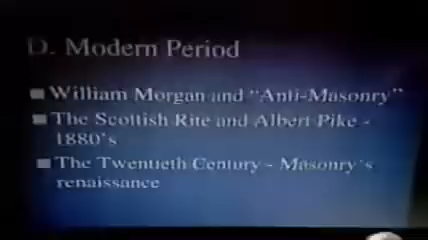 D. Modern Period
William Morgan and "Anti-Masonry"
The Scottish Rite and Albert Pike -
1880's
The Twentieth Century - Masonry's
renaissance